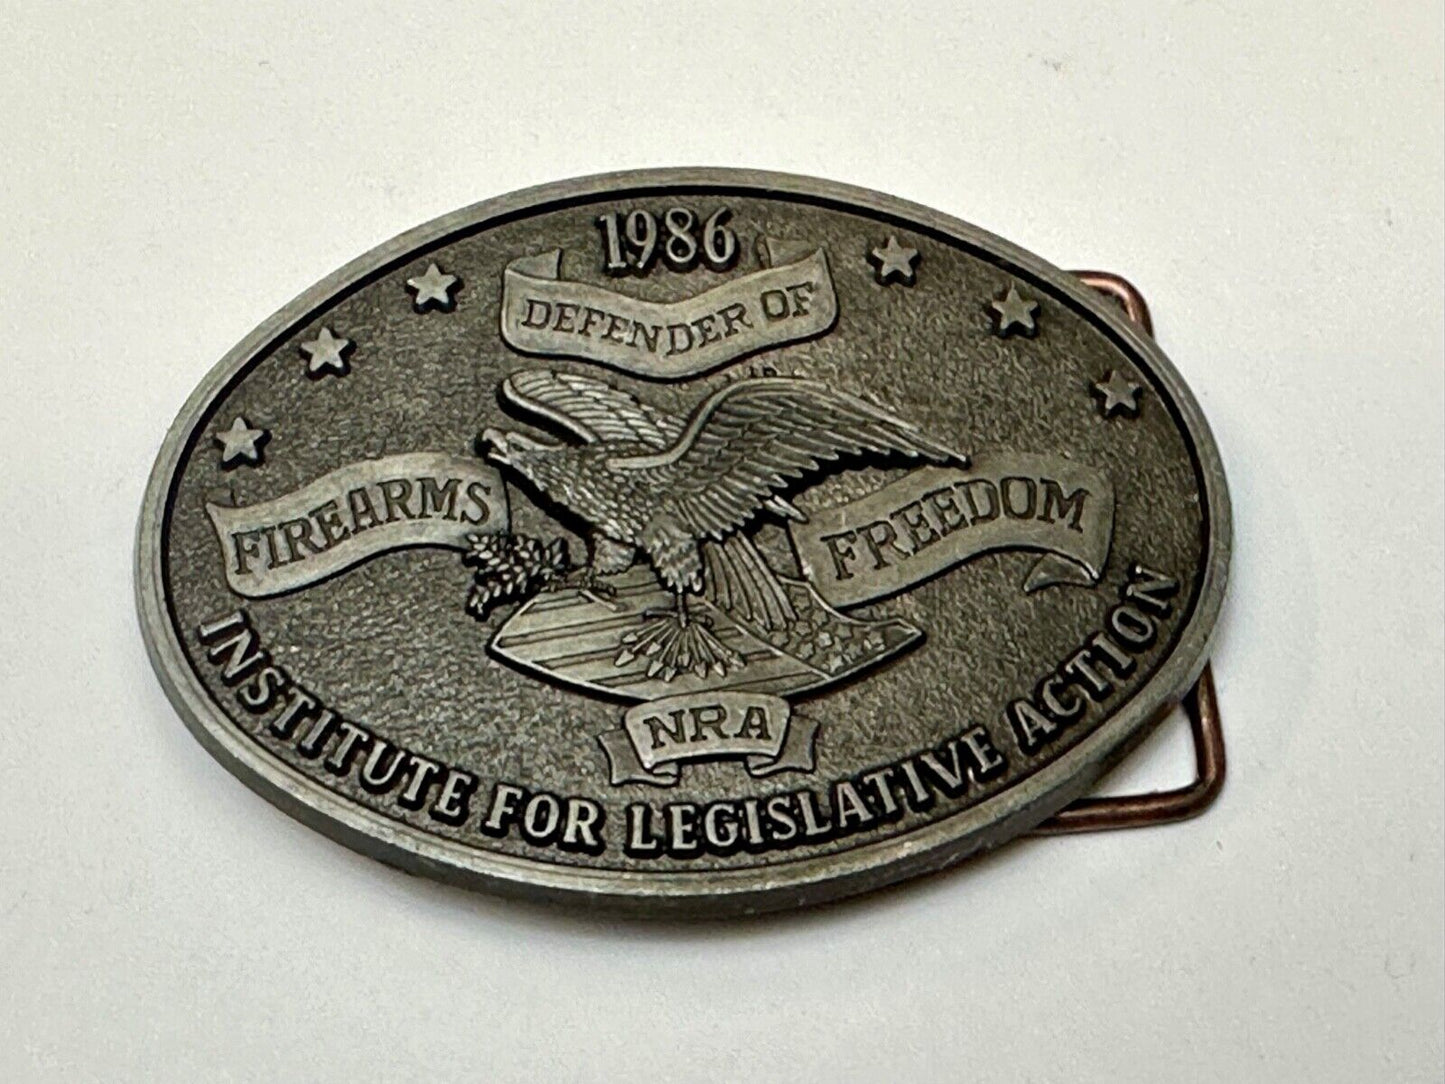 1986
DEFENDER OF
FIREARMS
FREEDOM
NRA
INSTITUTE FOR LEGISLATIVE ACTION